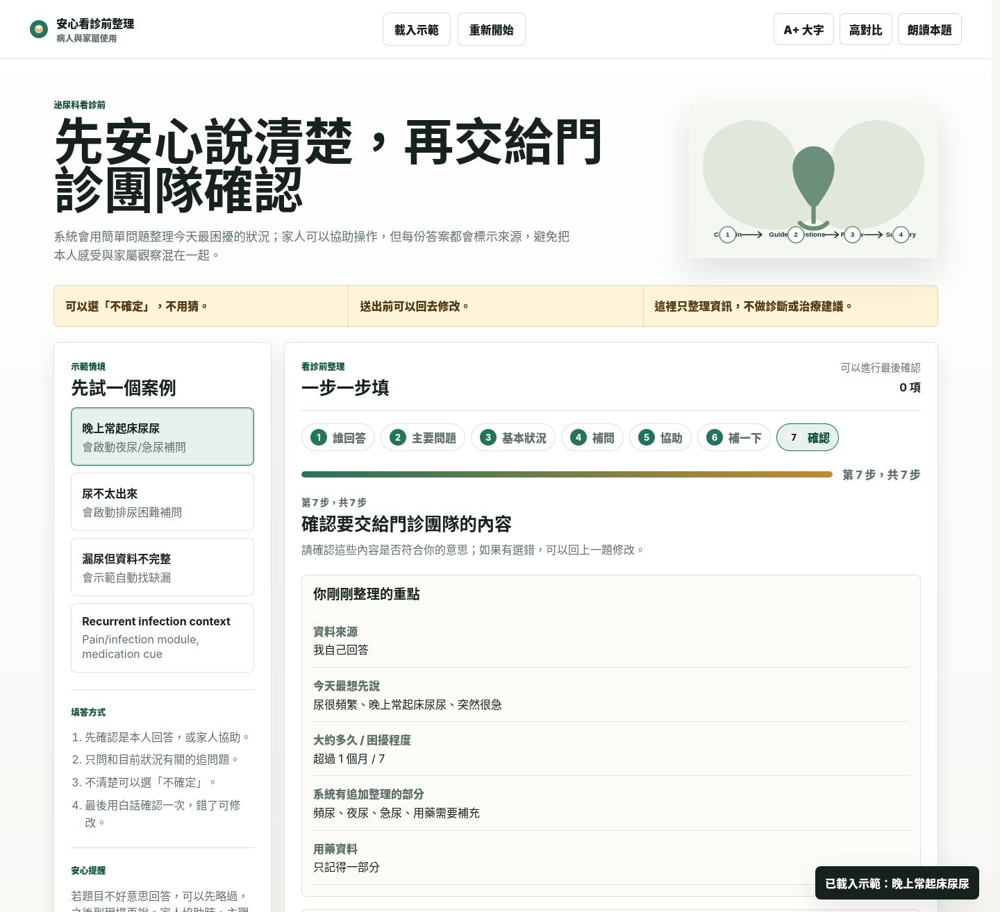 安心看診前整理
病人與家屬使用
載入示範
重新開始
A+ 大字
高對比
朗讀本題
泌尿科看診前
先安心說清楚，再交給門
診團隊確認
系統會用簡單問題整理今天最困擾的狀況；家人可以協助操作，但每份答案都會標示來源，避免把
本人感受與家屬觀察混在一起。
1
2
3
4
可以選「不確定」，不用猜。
送出前可以回去修改。
這裡只整理資訊，不做診斷或治療建議。
示範情境
先試一個案例
晚上常起床尿尿
會啟動夜尿/急尿補問
尿不太出來
會啟動排尿困難補問
漏尿但資料不完整
會示範自動找缺漏
Recurrent infection context
Pain/infection module,
medication cue
填答方式
1. 先確認是本人回答，或家人協助。
2. 只問和目前狀況有關的追問題。
3. 不清楚可以選「不確定」。
4. 最後用白話確認一次，錯了可修
改。
安心提醒
若題目不好意思回答，可以先略過，
看診前整理
一步一步填
可以進行最後確認
0 項
1 誰回答
2 主要問題
3 基本狀況
4 補問
5 協助
6 補一下
7 確認
第 7 步，共 7 步
第 7 步，共 7 步
確認要交給門診團隊的內容
請確認這些內容是否符合你的意思；如果有選錯，可以回上一題修改。
你剛剛整理的重點
資料來源
我自己回答
今天最想先說
尿很頻繁、晚上常起床尿尿、突然很急
大約多久 / 困擾程度
超過 1 個月 / 7
系統有追加整理的部分
頻尿、夜尿、急尿、用藥需要補充
用藥資料
只記得一部分
已載入示範：晚上常起床尿尿